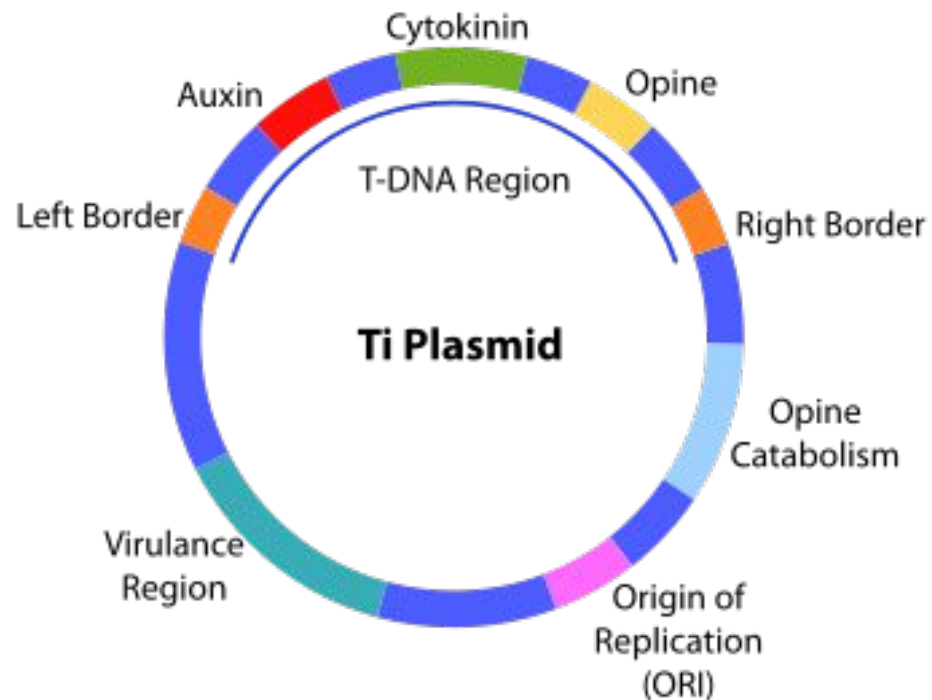 Cytokinin
Auxin
Opine
T-DNA Region
Left Border
Right Border
Ti Plasmid
Opine
Catabolism
Virulance
Region
Origin of
Replication
(ORI)